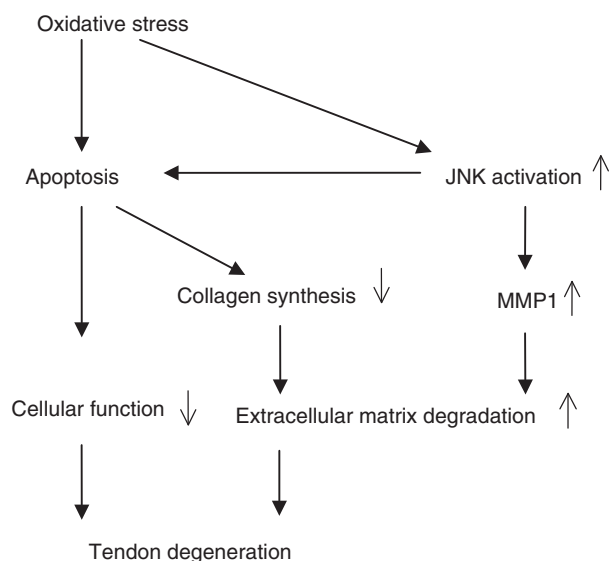 Oxidative stress
Apoptosis
JNK activation ↑
Collagen synthesis ↓
MMP1 ↑
Cellular function ↓
Extracellular matrix degradation ↑
Tendon degeneration